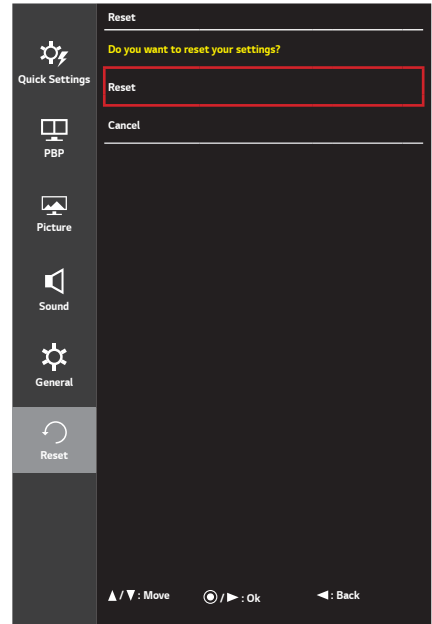 Reset
Do you want to reset your settings?
Reset
Cancel
Quick Settings
PBP
Picture
Sound
General
Reset
▲/▼: Move ◉/►: Ok ◄: Back